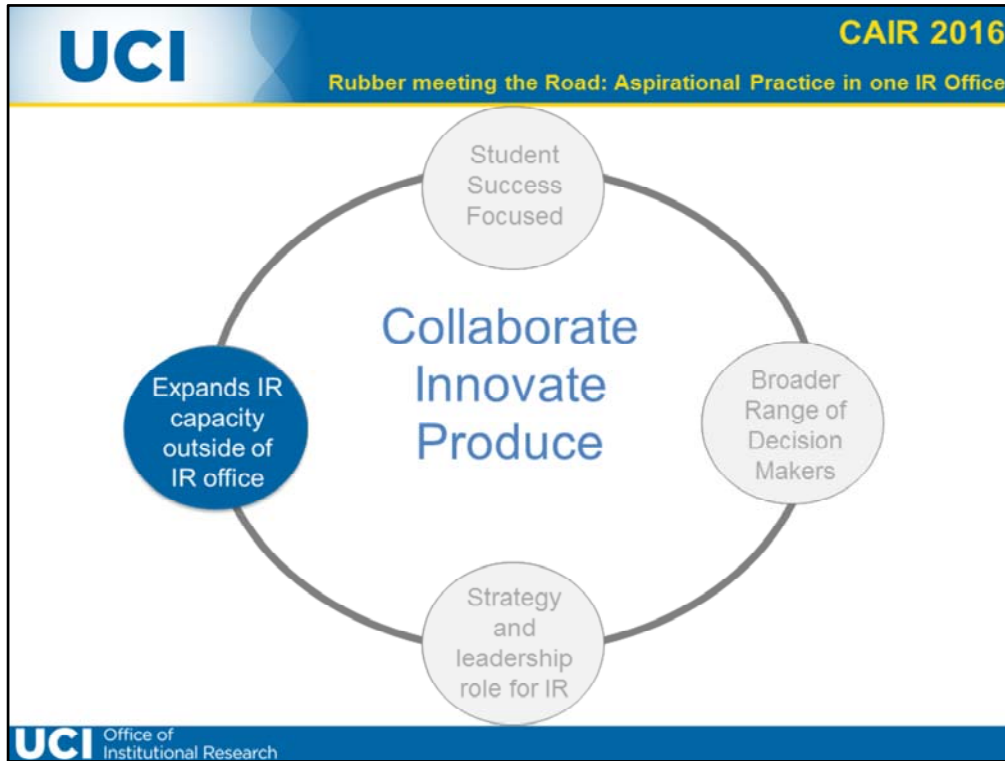 UCI
CAIR 2016
Rubber meeting the Road: Aspirational Practice in one IR Office
Student
Success
Focused
Collaborate
Innovate
Produce
Expands IR
capacity
outside of
IR office
Broader
Range of
Decision
Makers
Strategy
and
leadership
role for IR
UCI
Office of
Institutional Research